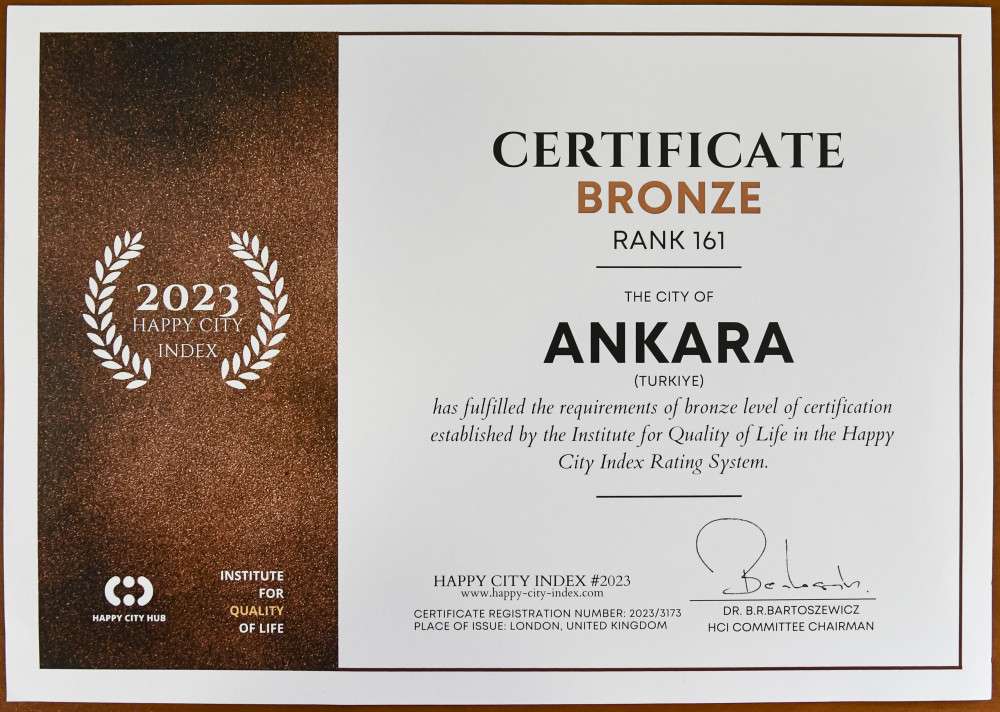 2023
HAPPY CITY
INDEX
HAPPY CITY HUB
INSTITUTE
FOR
QUALITY
OF LIFE
CERTIFICATE
BRONZE
RANK 161
THE CITY OF
ANKARA
(TURKIYE)
has fulfilled the requirements of bronze level of certification
established by the Institute for Quality of Life in the Happy
City Index Rating System.
HAPPY CITY INDEX #2023
www.happy-city-index.com
CERTIFICATE REGISTRATION NUMBER: 2023/3173
PLACE OF ISSUE: LONDON, UNITED KINGDOM
DR. B.R.BARTOSZEWICZ
HCI COMMITTEE CHAIRMAN